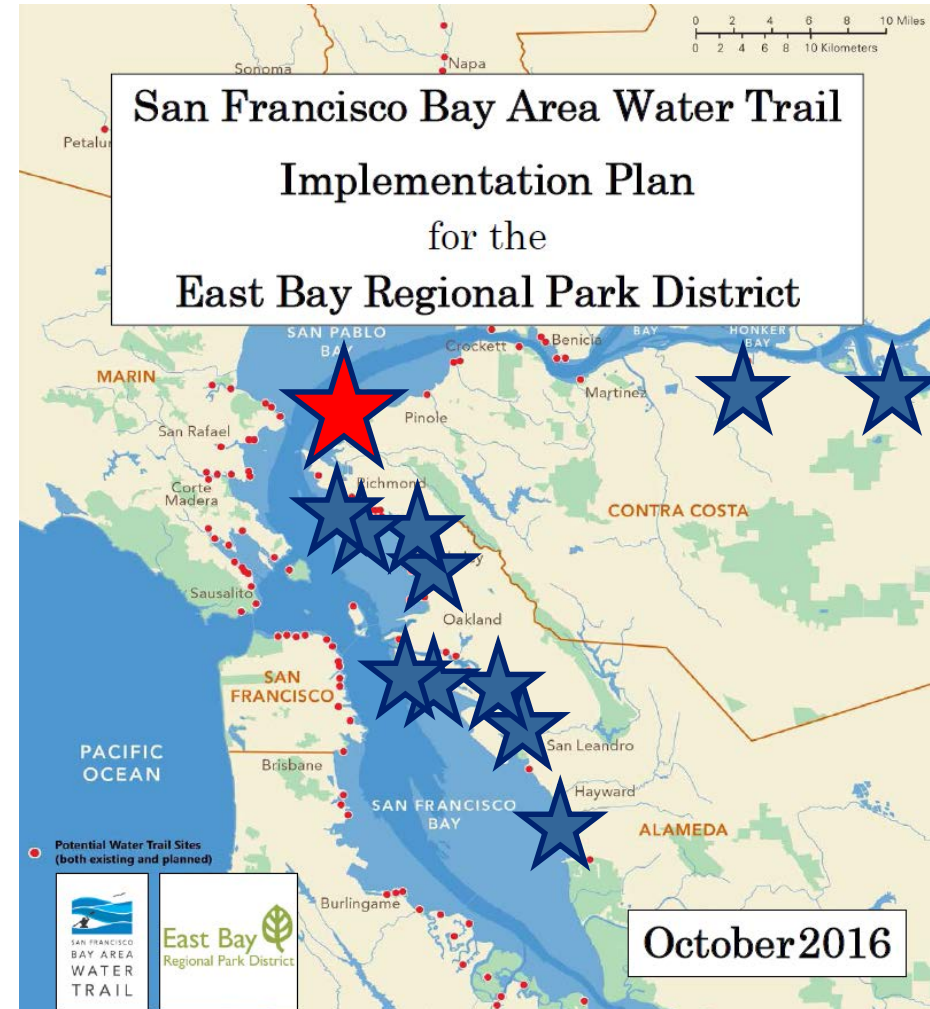 0 2 4 6 8 10 Miles
0 2 4 6 8 10 Kilometers
Sonoma
Napa
San Francisco Bay Area Water Trail
Petalu
Implementation Plan
for the
East Bay Regional Park District
SAN PABLO
BAY
Crockett
Benicia
BAY
HONKER
BAY
MARIN
Martinez
Pinole
San Rafael
Richmond
Corte
Madera
CONTRA COSTA
Sausalito
Oakland
SAN
FRANCISCO
San Leandro
PACIFIC
OCEAN
Brisbane
Hayward
SAN FRANCISCO
BAY
ALAMEDA
Potential Water Trail Sites
(both existing and planned)
Burlingame
SAN FRANCISCO
BAY AREA
WATER
TRAIL
East Bay
Regional Park District
October 2016